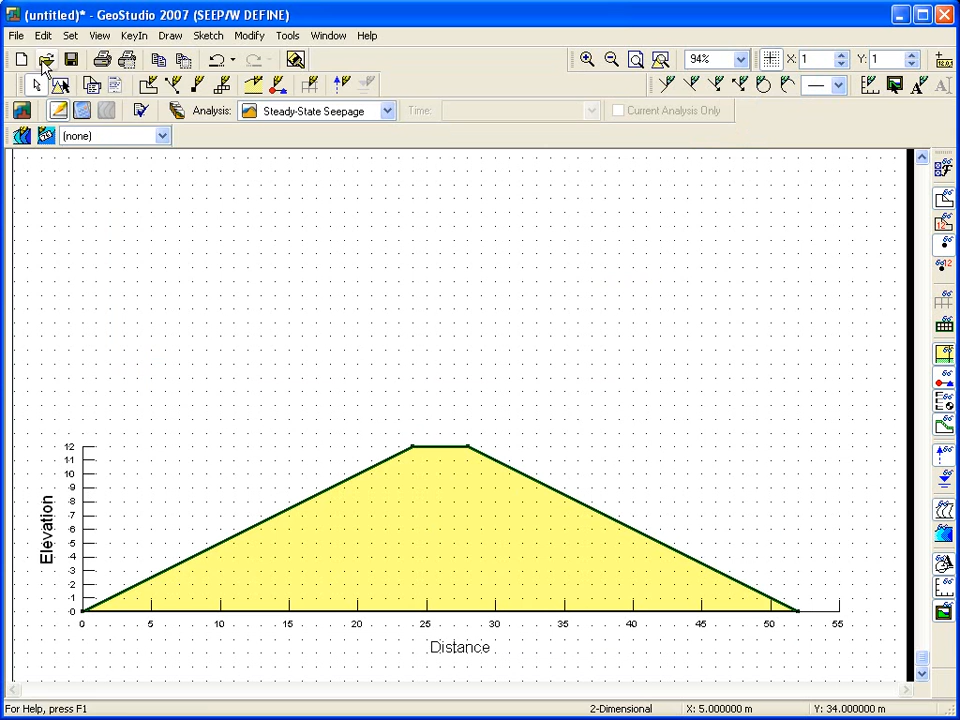 (untitled)* - GeoStudio 2007 (SEEP/W DEFINE)
File Edit Set View KeyIn Draw Sketch Modify Tools Window Help
94% X: 1 Y: 1
Analysis: Steady-State Seepage Time: Current Analysis Only
(none)
12
11
10
9
8
7
6
5
4
3
2
1
0
Elevation
0 5 10 15 20 25 30 35 40 45 50 55
Distance
For Help, press F1 2-Dimensional X: 5.000000 m Y: 34.000000 m